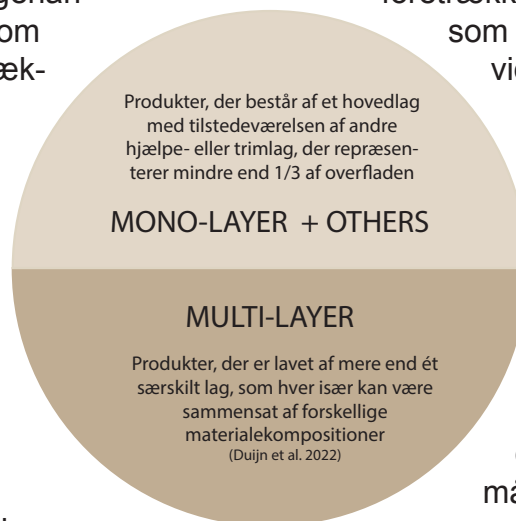 om
æk-
som
Produkter, der består af et hovedlag
med tilstedeværelsen af andre
hjælpe- eller trimlag, der repræsen-
terer mindre end 1/3 af overfladen
MONO-LAYER + OTHERS
MULTI-LAYER
Produkter, der er lavet af mere end ét
særskilt lag, som hver især kan være
sammensat af forskellige
materialekompositioner
(Duijn et al. 2022)